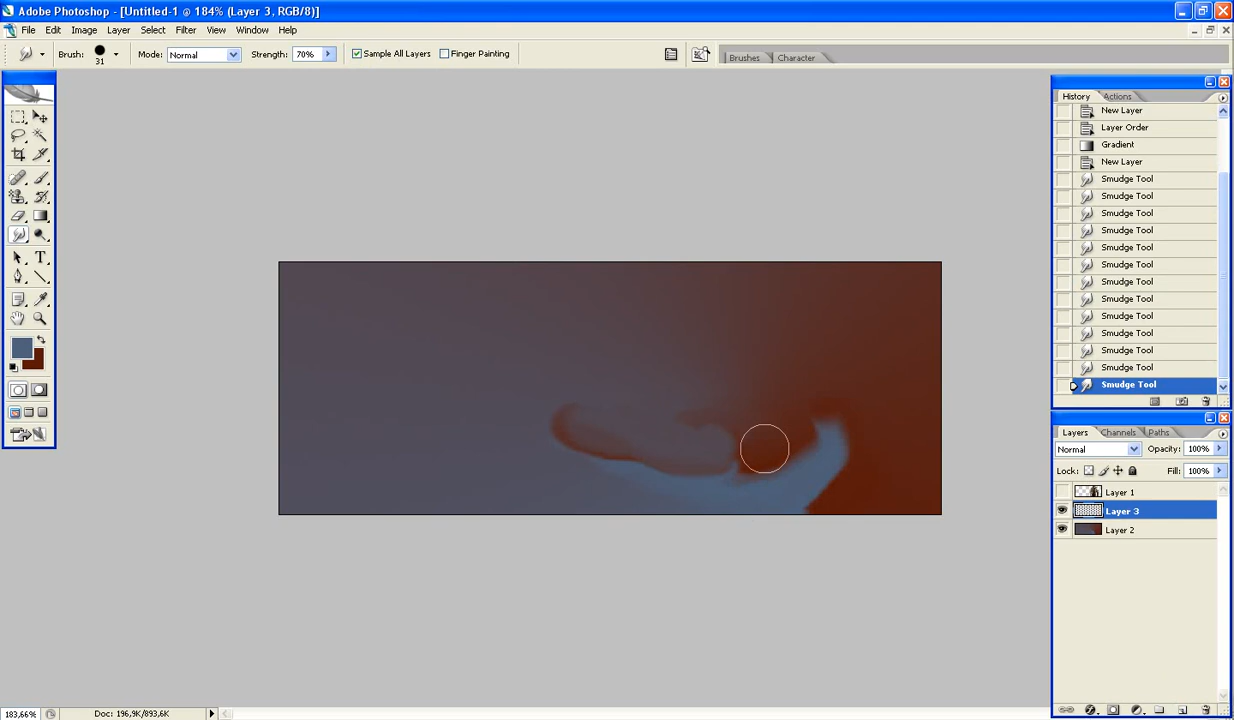 Adobe Photoshop - [Untitled-1 @ 184% (Layer 3, RGB/8)]
File Edit Image Layer Select Filter View Window Help
Brush: 31 Mode: Normal Strength: 70% Sample All Layers Finger Painting Brushes Character
History Actions
New Layer
Layer Order
Gradient
New Layer
Smudge Tool
Smudge Tool
Smudge Tool
Smudge Tool
Smudge Tool
Smudge Tool
Smudge Tool
Smudge Tool
Smudge Tool
Smudge Tool
Smudge Tool
Smudge Tool
Smudge Tool
Layers Channels Paths
Normal Opacity: 100%
Lock: Fill: 100%
Layer 1
Layer 3
Layer 2
183,66% Doc: 196,9K/893,6K